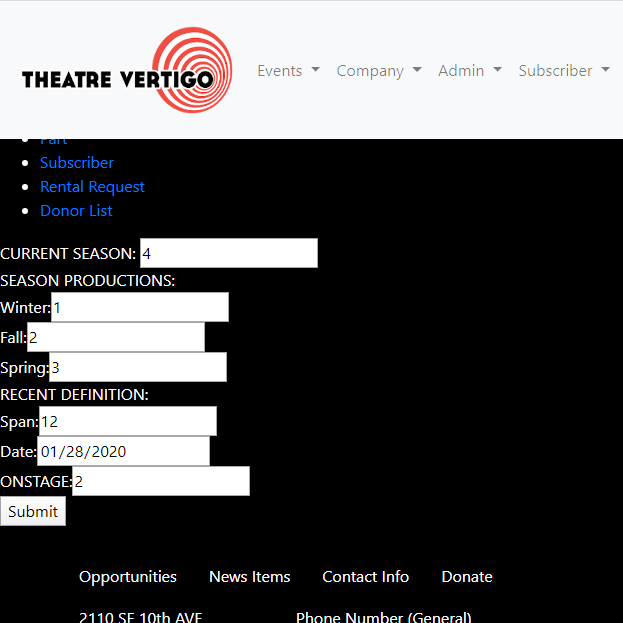 THEATRE VERTIGO
Events Company Admin Subscriber
Part
Subscriber
Rental Request
Donor List
CURRENT SEASON: 4
SEASON PRODUCTIONS:
Winter:1
Fall:2
Spring:3
RECENT DEFINITION:
Span:12
Date:01/28/2020
ONSTAGE:2
Submit
Opportunities News Items Contact Info Donate
2110 SE 10th AVE Phone Number (General)